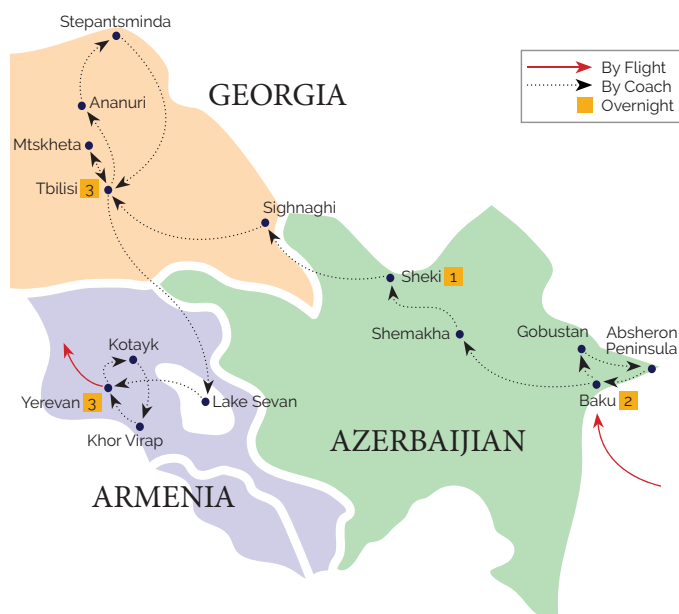 Stepantsminda
GEORGIA
By Flight
By Coach
Overnight
Ananuri
Mtskheta
Tbilisi 3
Sighnaghi
Sheki 1
Shemakha
Gobustan
Absheron
Peninsula
Baku 2
Kotayk
Yerevan 3
Lake Sevan
Khor Virap
AZERBAIJIAN
ARMENIA